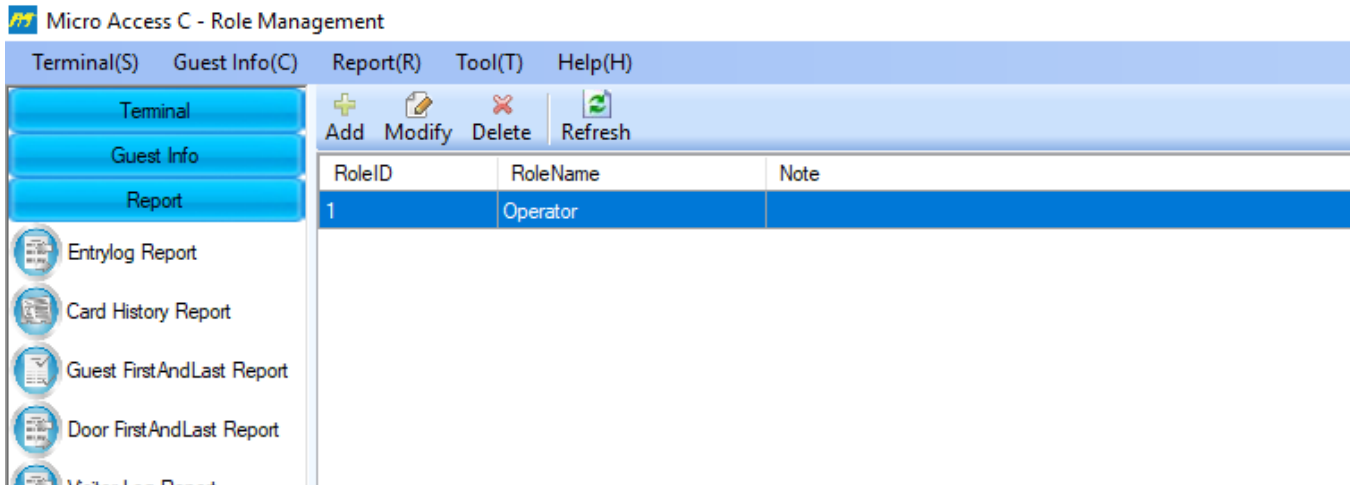 Micro Access C - Role Management
Terminal(S) Guest Info(C) Report(R) Tool(T) Help(H)
Terminal
Guest Info
Report
Entrylog Report
Card History Report
Guest FirstAndLast Report
Door FirstAndLast Report
Add Modify Delete Refresh
RoleID RoleName Note
1 Operator